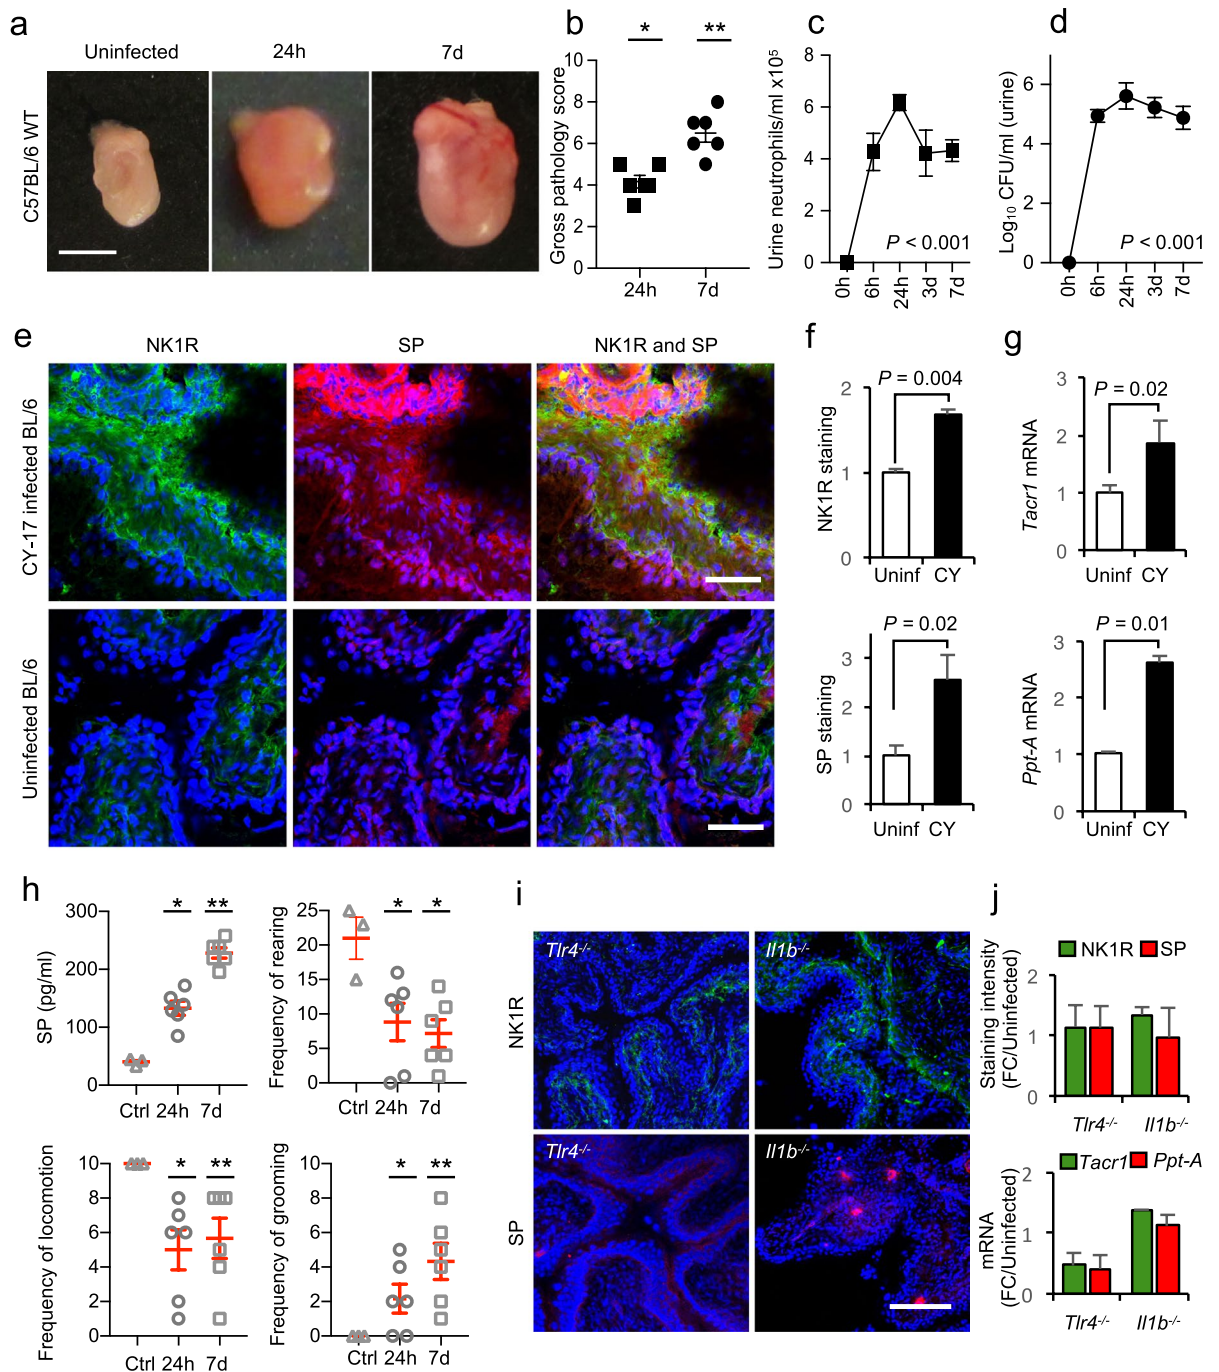 a
Uninfected 24h 7d
C57BL/6 WT
b
* **
Gross pathology score
10
8
6
4
2
0
24h 7d
c
Urine neutrophils/ml x10⁵
8
6
4
2
0
P < 0.001
0h 6h 24h 3d 7d
d
Log₁₀ CFU/ml (urine)
6
4
2
0
P < 0.001
0h 6h 24h 3d 7d
e
NK1R SP NK1R and SP
CY-17 infected BL/6
Uninfected BL/6
f
P = 0.004
NK1R staining
2
1
0
Uninf CY
P = 0.02
SP staining
3
2
1
0
Uninf CY
g
P = 0.02
Tacr1 mRNA
3
2
1
0
Uninf CY
P = 0.01
Ppt-A mRNA
3
2
1
0
Uninf CY
h
* **
SP (pg/ml)
300
200
100
0
Ctrl 24h 7d
* *
Frequency of rearing
25
20
15
10
5
0
Ctrl 24h 7d
* **
Frequency of locomotion
10
8
6
4
2
0
Ctrl 24h 7d
* **
Frequency of grooming
10
8
6
4
2
0
Ctrl 24h 7d
i
NK1R
Tlr4-/- Il1b-/-
SP
Tlr4-/- Il1b-/-
j
NK1R SP
Staining intensity
(FC/Uninfected)
2
1
0
Tlr4-/- Il1b-/-
Tacr1 Ppt-A
mRNA
(FC/Uninfected)
2
1
0
Tlr4-/- Il1b-/-